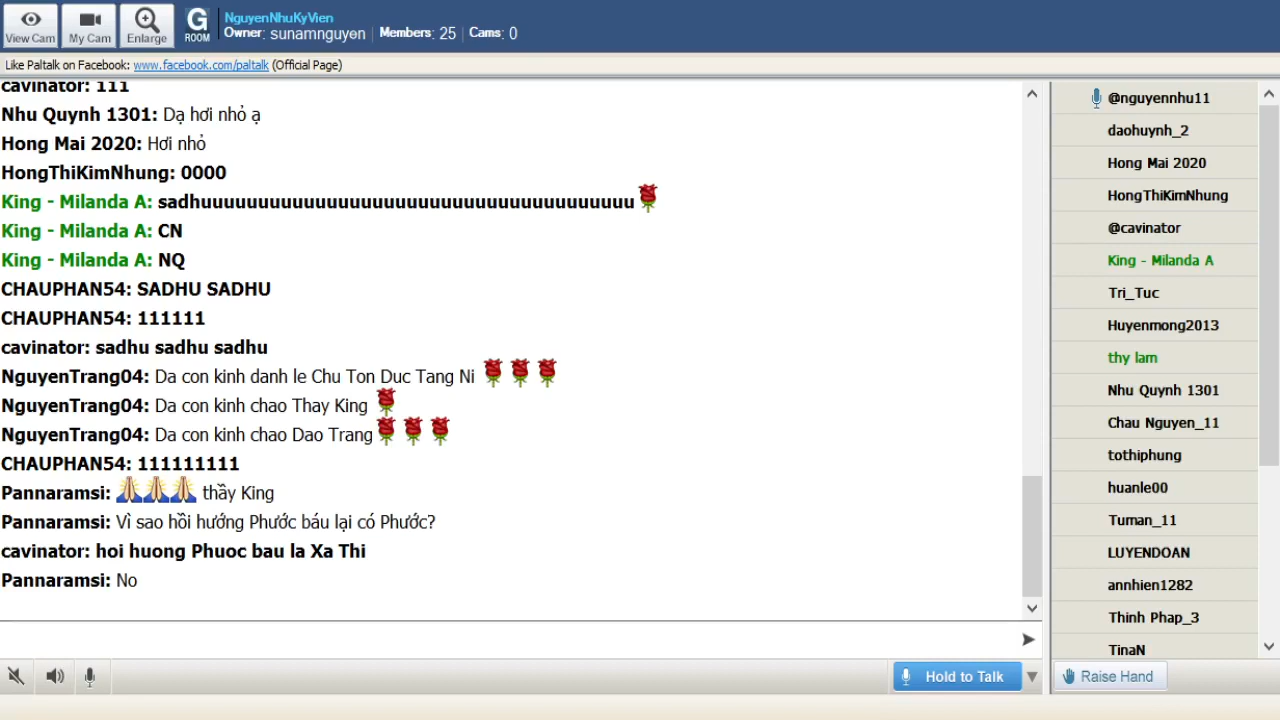 View Cam
My Cam
Enlarge
G
ROOM
NguyenNhuKyVien
Owner: sunamnguyen | Members: 25 | Cams: 0
Like Paltalk on Facebook: www.facebook.com/paltalk (Official Page)
cavinator: 111
Nhu Quynh 1301: Dạ hơi nhỏ ạ
Hong Mai 2020: Hơi nhỏ
HongThiKimNhung: 0000
King - Milanda A: sadhuuuuuuuuuuuuuuuuuuuuuuuuuuuuuuuuuuuuuu
King - Milanda A: CN
King - Milanda A: NQ
CHAUPHAN54: SADHU SADHU
CHAUPHAN54: 111111
cavinator: sadhu sadhu sadhu
NguyenTrang04: Da con kinh danh le Chu Ton Duc Tang Ni
NguyenTrang04: Da con kinh chao Thay King
NguyenTrang04: Da con kinh chao Dao Trang
CHAUPHAN54: 111111111
Pannaramsi: thầy King
Pannaramsi: Vì sao hồi hướng Phước báu lại có Phước?
cavinator: hoi huong Phuoc bau la Xa Thi
Pannaramsi: No
Hold to Talk
@nguyennhu11
daohuynh_2
Hong Mai 2020
HongThiKimNhung
@cavinator
King - Milanda A
Tri_Tuc
Huyenmong2013
thy lam
Nhu Quynh 1301
Chau Nguyen_11
tothiphung
huanle00
Tuman_11
LUYENDOAN
annhien1282
Thinh Phap_3
TinaN
Raise Hand